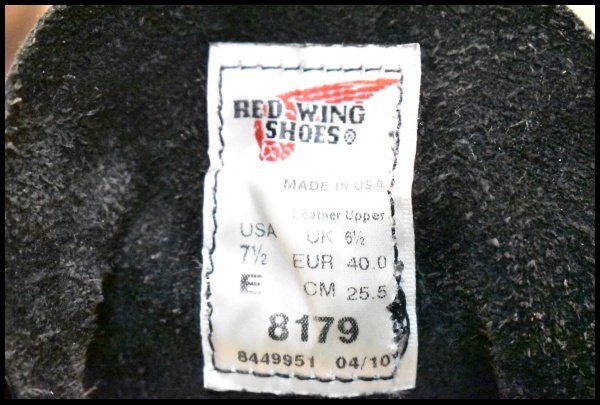 RED WING
SHOES®
MADE IN USA
Leather Upper
USA UK 6½
7½ EUR 40.0
E CM 25.5
8179
8449951 04/10